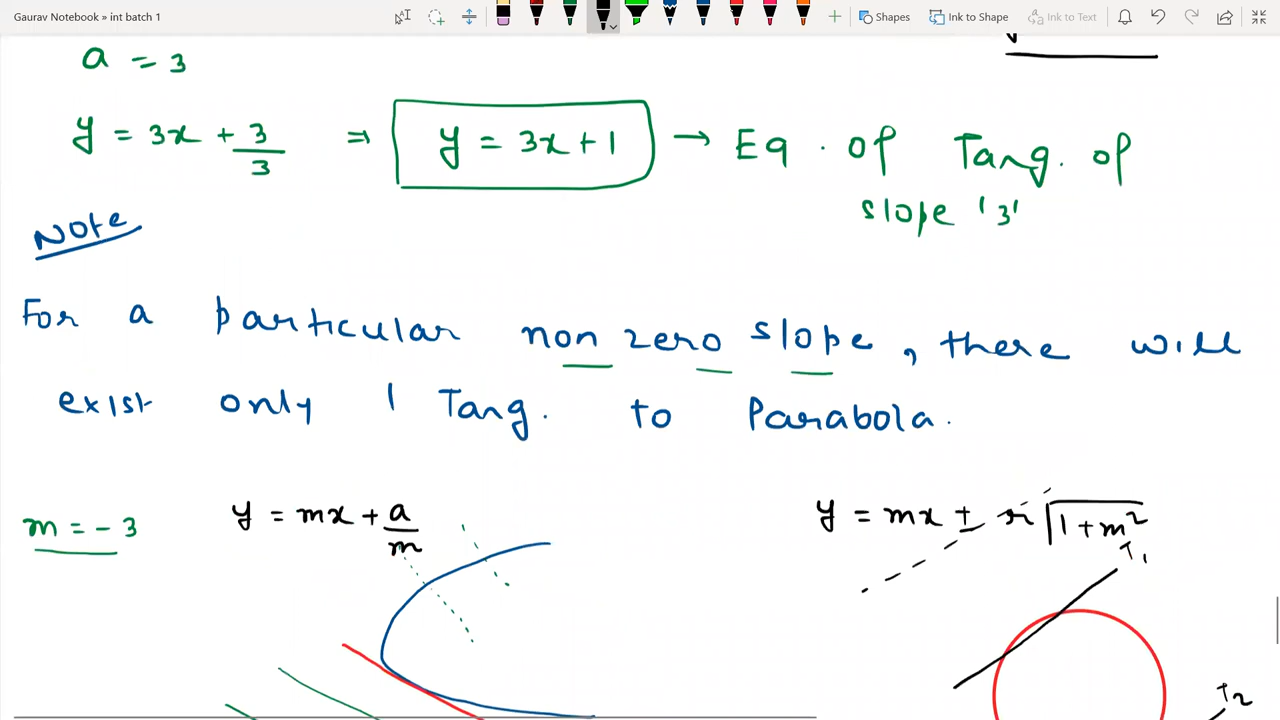 Gaurav Notebook » int batch 1
Shapes
Ink to Shape
Ink to Text
a = 3
y = 3x + 3/3 ⇒ y = 3x + 1 → Eq. of Tang. of
slope '3'
Note
For a particular non zero slope, there will
exist only 1 Tang. to Parabola.
m = - 3
y = mx + a/m
y = mx ± r√(1 + m²)
T₁
T₂